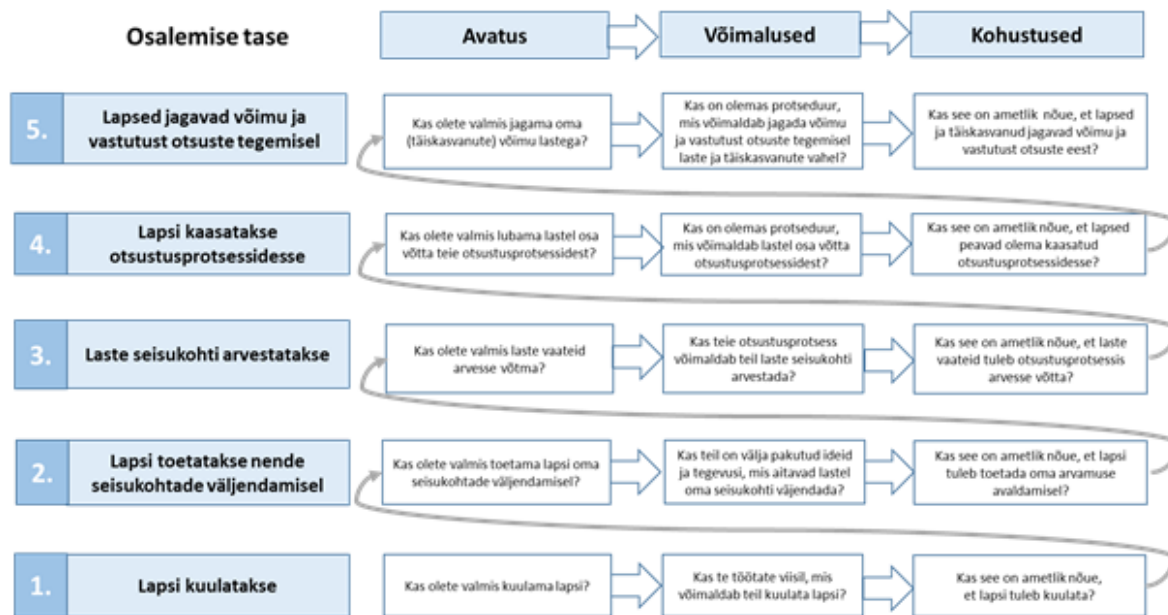 Osalemise tase
Avatus
Võimalused
Kohustused
5.
Lapsed jagavad võimu ja
vastutust otsuste tegemisel
Kas olete valmis jagama oma
(täiskasvanute) võimu lastega?
Kas on olemas protseduur,
mis võimaldab jagada võimu
ja vastutust otsuste tegemisel
laste ja täiskasvanute vahel?
Kas see on ametlik nõue, et lapsed
ja täiskasvanud jagavad võimu ja
vastutust otsuste eest?
4.
Lapsi kaasatakse
otsustusprotsessidesse
Kas olete valmis lubama lastel osa
võtta teie otsustusprotsessidest?
Kas on olemas protseduur,
mis võimaldab lastel osa võtta
otsustusprotsessidest?
Kas see on ametlik nõue, et lapsed
peavad olema kaasatud
otsustusprotsessidesse?
3.
Laste seisukohti arvestatakse
Kas olete valmis laste vaateid
arvesse võtma?
Kas teie otsustusprotsess
võimaldab teil laste seisukohti
arvestada?
Kas see on ametlik nõue, et laste
vaateid tuleb otsustusprotsessis
arvesse võtta?
2.
Lapsi toetatakse nende
seisukohtade väljendamisel
Kas olete valmis toetama lapsi oma
seisukohtade väljendamisel?
Kas teil on välja pakutud ideid
ja tegevusi, mis aitavad lastel
oma seisukohti väjendada?
Kas see on ametlik nõue, et lapsi
tuleb toetada oma arvamuse
avaldamisel?
1.
Lapsi kuulatakse
Kas olete valmis kuulama lapsi?
Kas te töötate viisil, mis
võimaldab teil kuulata lapsi?
Kas see on ametlik nõue,
et lapsi tuleb kuulata?